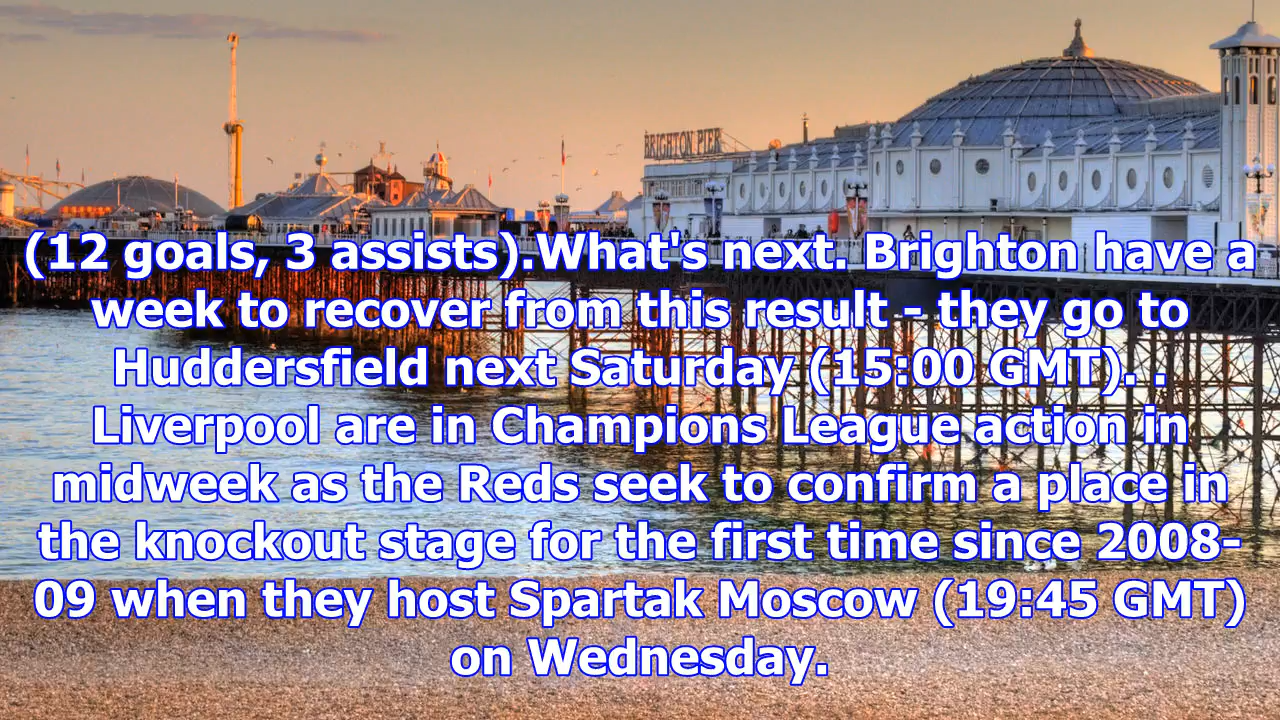 BRIGHTON PIER
(12 goals, 3 assists).What's next. Brighton have a
week to recover from this result - they go to
Huddersfield next Saturday (15:00 GMT). .
Liverpool are in Champions League action in
midweek as the Reds seek to confirm a place in
the knockout stage for the first time since 2008-
09 when they host Spartak Moscow (19:45 GMT)
on Wednesday.